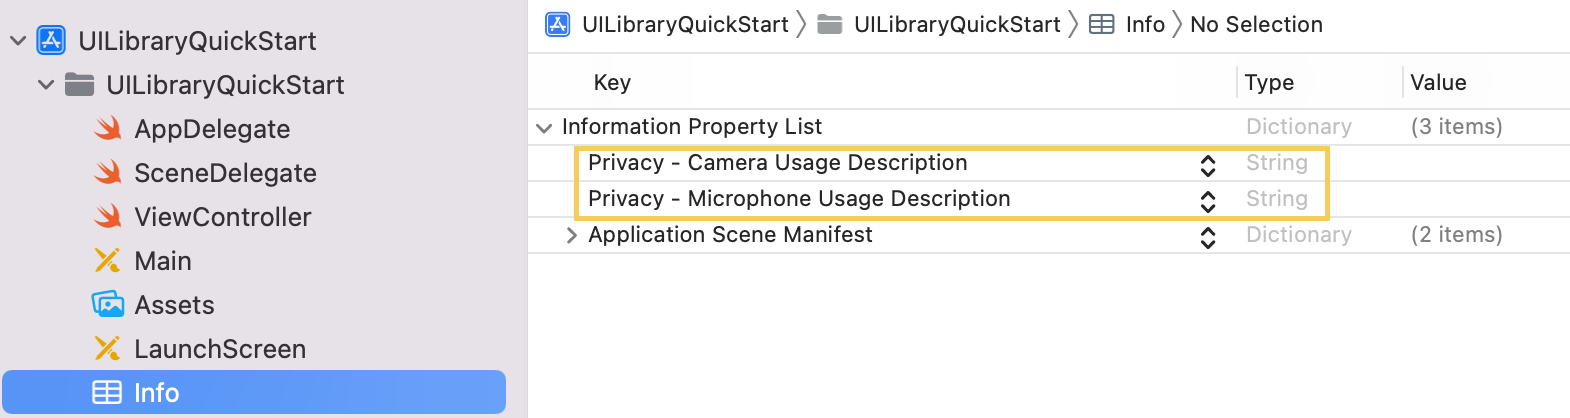 UILibraryQuickStart
UILibraryQuickStart
AppDelegate
SceneDelegate
ViewController
Main
Assets
LaunchScreen
Info
UILibraryQuickStart UILibraryQuickStart Info No Selection
Key Type Value
Information Property List Dictionary (3 items)
Privacy - Camera Usage Description String
Privacy - Microphone Usage Description String
Application Scene Manifest Dictionary (2 items)